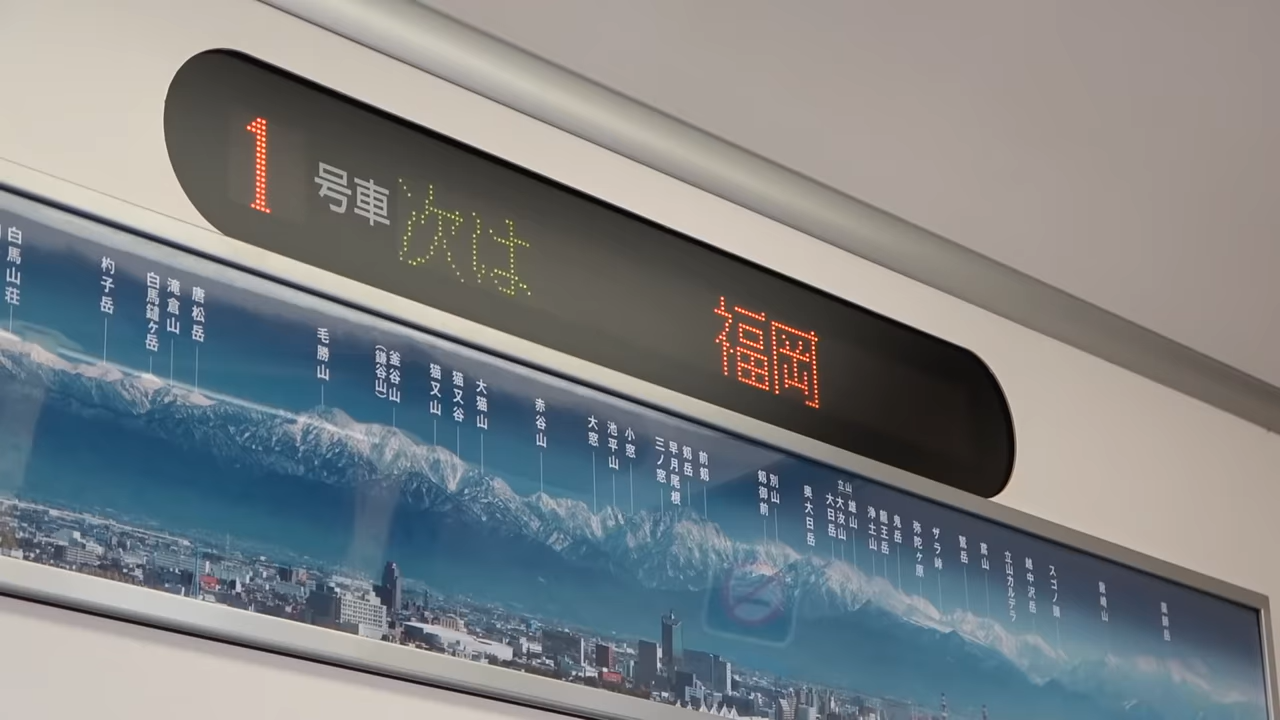 1 号車 次は 福岡
白馬山荘
杓子岳
白馬鑓ヶ岳
滝倉山
唐松岳
毛勝山
釜谷山
(鎌谷山)
猫又山
猫又谷
大猫山
赤谷山
大窓
池平山
小窓
三ノ窓
早月尾根
剱岳
前剱
剱御前
別山
奥大日岳
大日岳
立山
大汝山
雄山
浄土山
龍王岳
鬼岳
弥陀ヶ原
ザラ峠
鷲岳
鳶山
立山カルデラ
越中沢岳
スゴノ頭
薬師岳